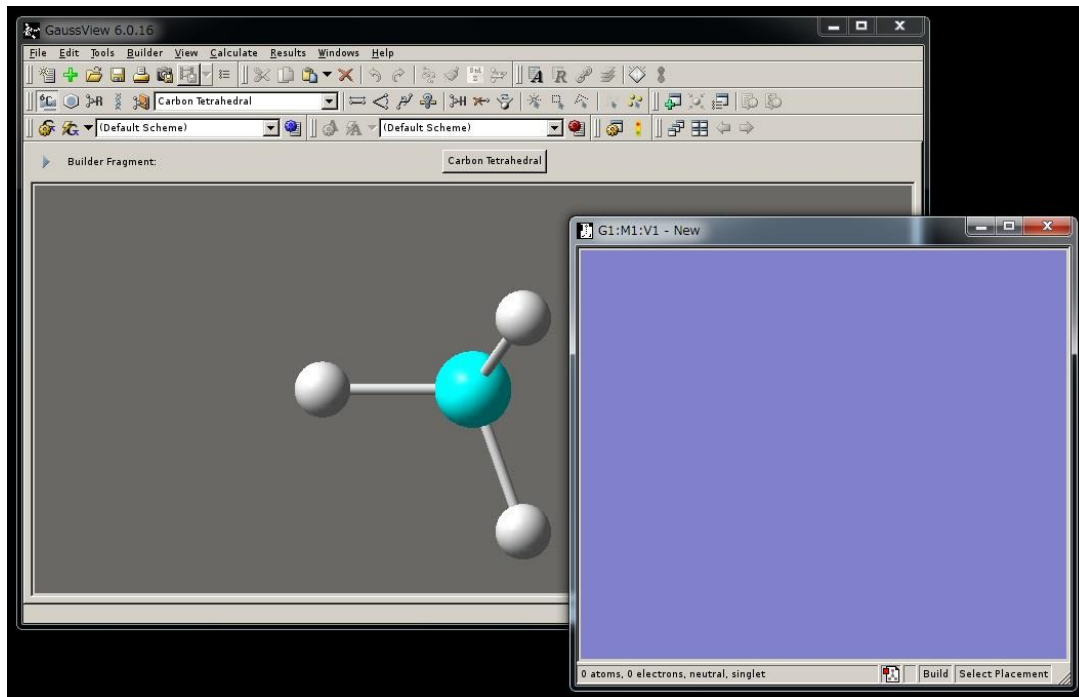 GaussView 6.0.16
File Edit Tools Builder View Calculate Results Windows Help
Carbon Tetrahedral
(Default Scheme) (Default Scheme)
Builder Fragment: Carbon Tetrahedral
G1:M1:V1 - New
0 atoms, 0 electrons, neutral, singlet Build Select Placement